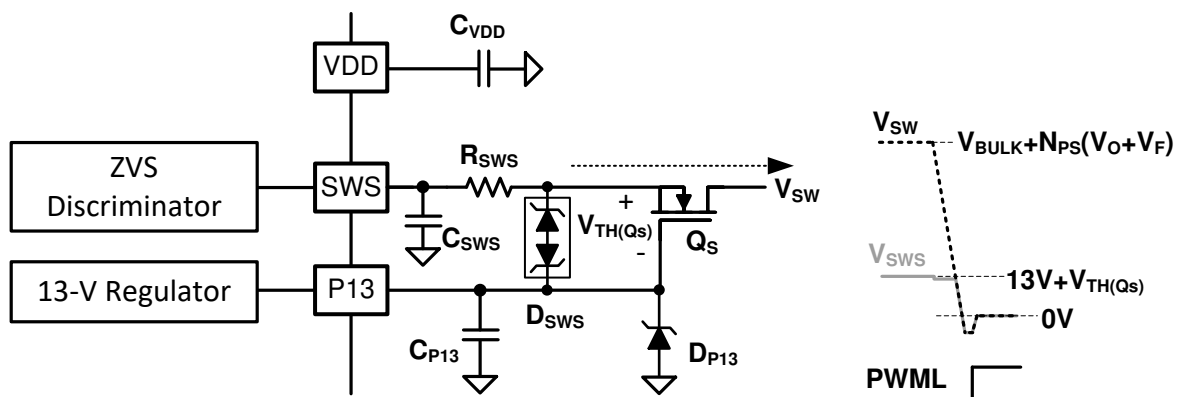 CVDD
VDD
ZVS
Discriminator
SWS
RSWS
CSWS
VTH(Qs)
+
-
QS
VSW
13-V Regulator
P13
CP13
DSWS
DP13
VSW
VBULK+NPS(VO+VF)
VSWS
13V+VTH(Qs)
0V
PWML